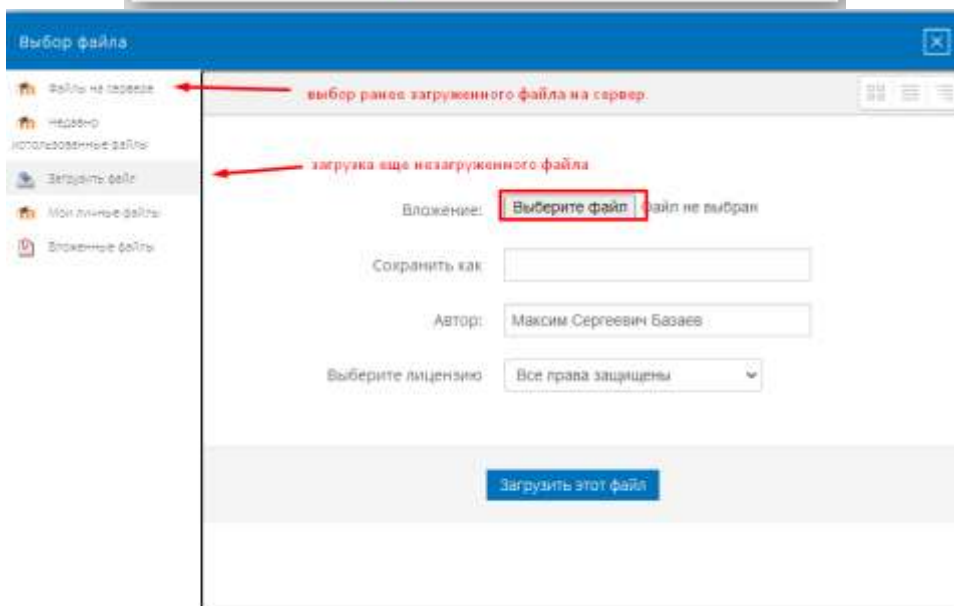 Выбор файла
Файлы на сервере
выбор ранее загруженного файла на сервер
Недавно
использованные файлы
загрузка еще незагруженного файла
Загрузить файл
Вложение: Выберите файл Файл не выбран
Мои личные файлы
Вложенные файлы
Сохранить как
Автор: Максим Сергеевич Базаев
Выберите лицензию Все права защищены
Загрузить этот файл